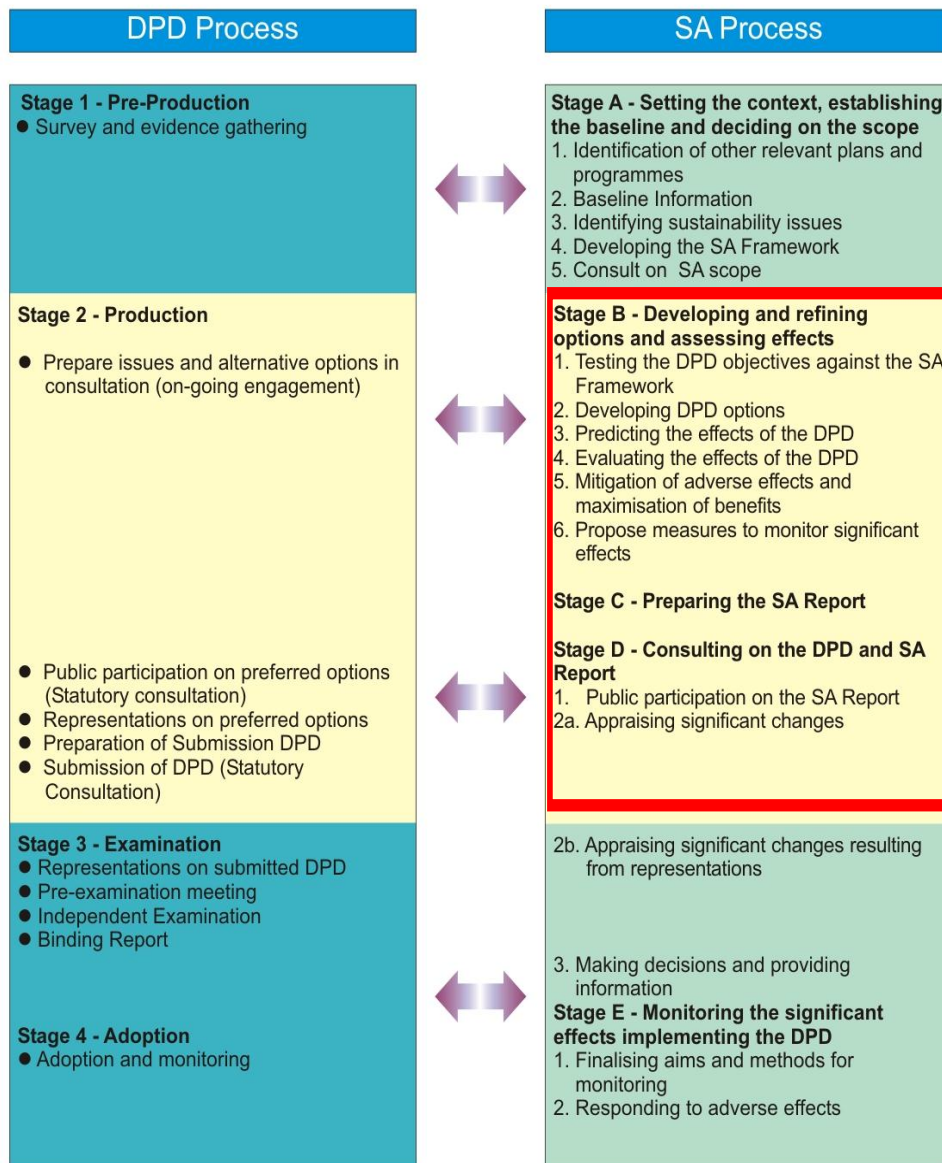 DPD Process
Stage 1 - Pre-Production
● Survey and evidence gathering
Stage 2 - Production
● Prepare issues and alternative options in
consultation (on-going engagement)
● Public participation on preferred options
(Statutory consultation)
● Representations on preferred options
● Preparation of Submission DPD
● Submission of DPD (Statutory
Consultation)
Stage 3 - Examination
● Representations on submitted DPD
● Pre-examination meeting
● Independent Examination
● Binding Report
Stage 4 - Adoption
● Adoption and monitoring
SA Process
Stage A - Setting the context, establishing
the baseline and deciding on the scope
1. Identification of other relevant plans and
programmes
2. Baseline Information
3. Identifying sustainability issues
4. Developing the SA Framework
5. Consult on SA scope
Stage B - Developing and refining
options and assessing effects
1. Testing the DPD objectives against the SA
Framework
2. Developing DPD options
3. Predicting the effects of the DPD
4. Evaluating the effects of the DPD
5. Mitigation of adverse effects and
maximisation of benefits
6. Propose measures to monitor significant
effects
Stage C - Preparing the SA Report
Stage D - Consulting on the DPD and SA
Report
1. Public participation on the SA Report
2a. Appraising significant changes
2b. Appraising significant changes resulting
from representations
3. Making decisions and providing
information
Stage E - Monitoring the significant
effects implementing the DPD
1. Finalising aims and methods for
monitoring
2. Responding to adverse effects